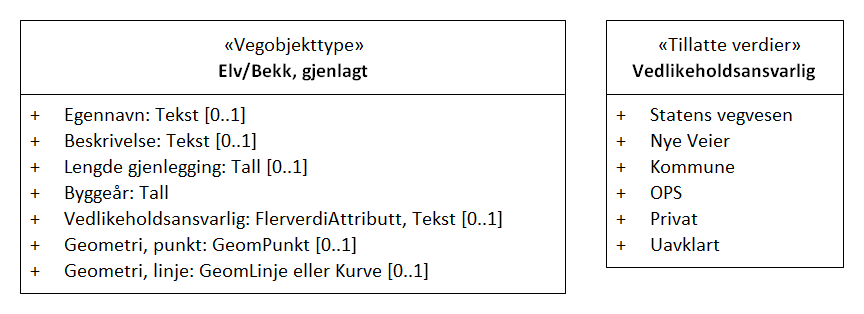 «Vegobjekttype»
Elv/Bekk, gjenlagt
+ Egennavn: Tekst [0..1]
+ Beskrivelse: Tekst [0..1]
+ Lengde gjenlegging: Tall [0..1]
+ Byggeår: Tall
+ Vedlikeholdsansvarlig: FlerverdiAttributt, Tekst [0..1]
+ Geometri, punkt: GeomPunkt [0..1]
+ Geometri, linje: GeomLinje eller Kurve [0..1]
«Tillatte verdier»
Vedlikeholdsansvarlig
+ Statens vegvesen
+ Nye Veier
+ Kommune
+ OPS
+ Privat
+ Uavklart